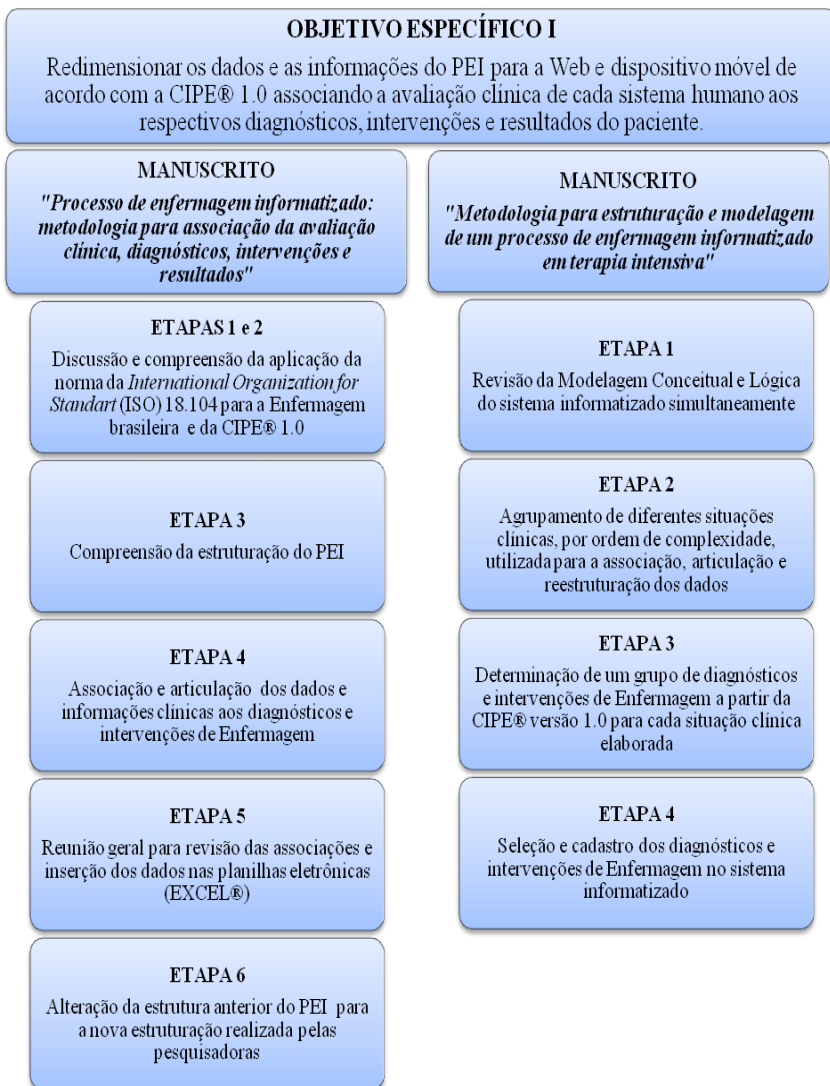 OBJETIVO ESPECÍFICO I
Redimensionar os dados e as informações do PEI para a Web e dispositivo móvel de
acordo com a CIPE® 1.0 associando a avaliação clínica de cada sistema humano aos
respectivos diagnósticos, intervenções e resultados do paciente.
MANUSCRITO
"Processo de enfermagem informatizado:
metodologia para associação da avaliação
clínica, diagnósticos, intervenções e
resultados"
ETAPAS 1 e 2
Discussão e compreensão da aplicação da
norma da International Organization for
Standart (ISO) 18.104 para a Enfermagem
brasileira e da CIPE® 1.0
ETAPA 3
Compreensão da estruturação do PEI
ETAPA 4
Associação e articulação dos dados e
informações clínicas aos diagnósticos e
intervenções de Enfermagem
ETAPA 5
Reunião geral para revisão das associações e
inserção dos dados nas planilhas eletrônicas
(EXCEL®)
ETAPA 6
Alteração da estrutura anterior do PEI para
a nova estruturação realizada pelas
pesquisadoras
MANUSCRITO
"Metodologia para estruturação e modelagem
de um processo de enfermagem informatizado
em terapia intensiva"
ETAPA 1
Revisão da Modelagem Conceitual e Lógica
do sistema informatizado simultaneamente
ETAPA 2
Agrupamento de diferentes situações
clínicas, por ordem de complexidade,
utilizada para a associação, articulação e
reestruturação dos dados
ETAPA 3
Determinação de um grupo de diagnósticos
e intervenções de Enfermagem a partir da
CIPE® versão 1.0 para cada situação clínica
elaborada
ETAPA 4
Seleção e cadastro dos diagnósticos e
intervenções de Enfermagem no sistema
informatizado